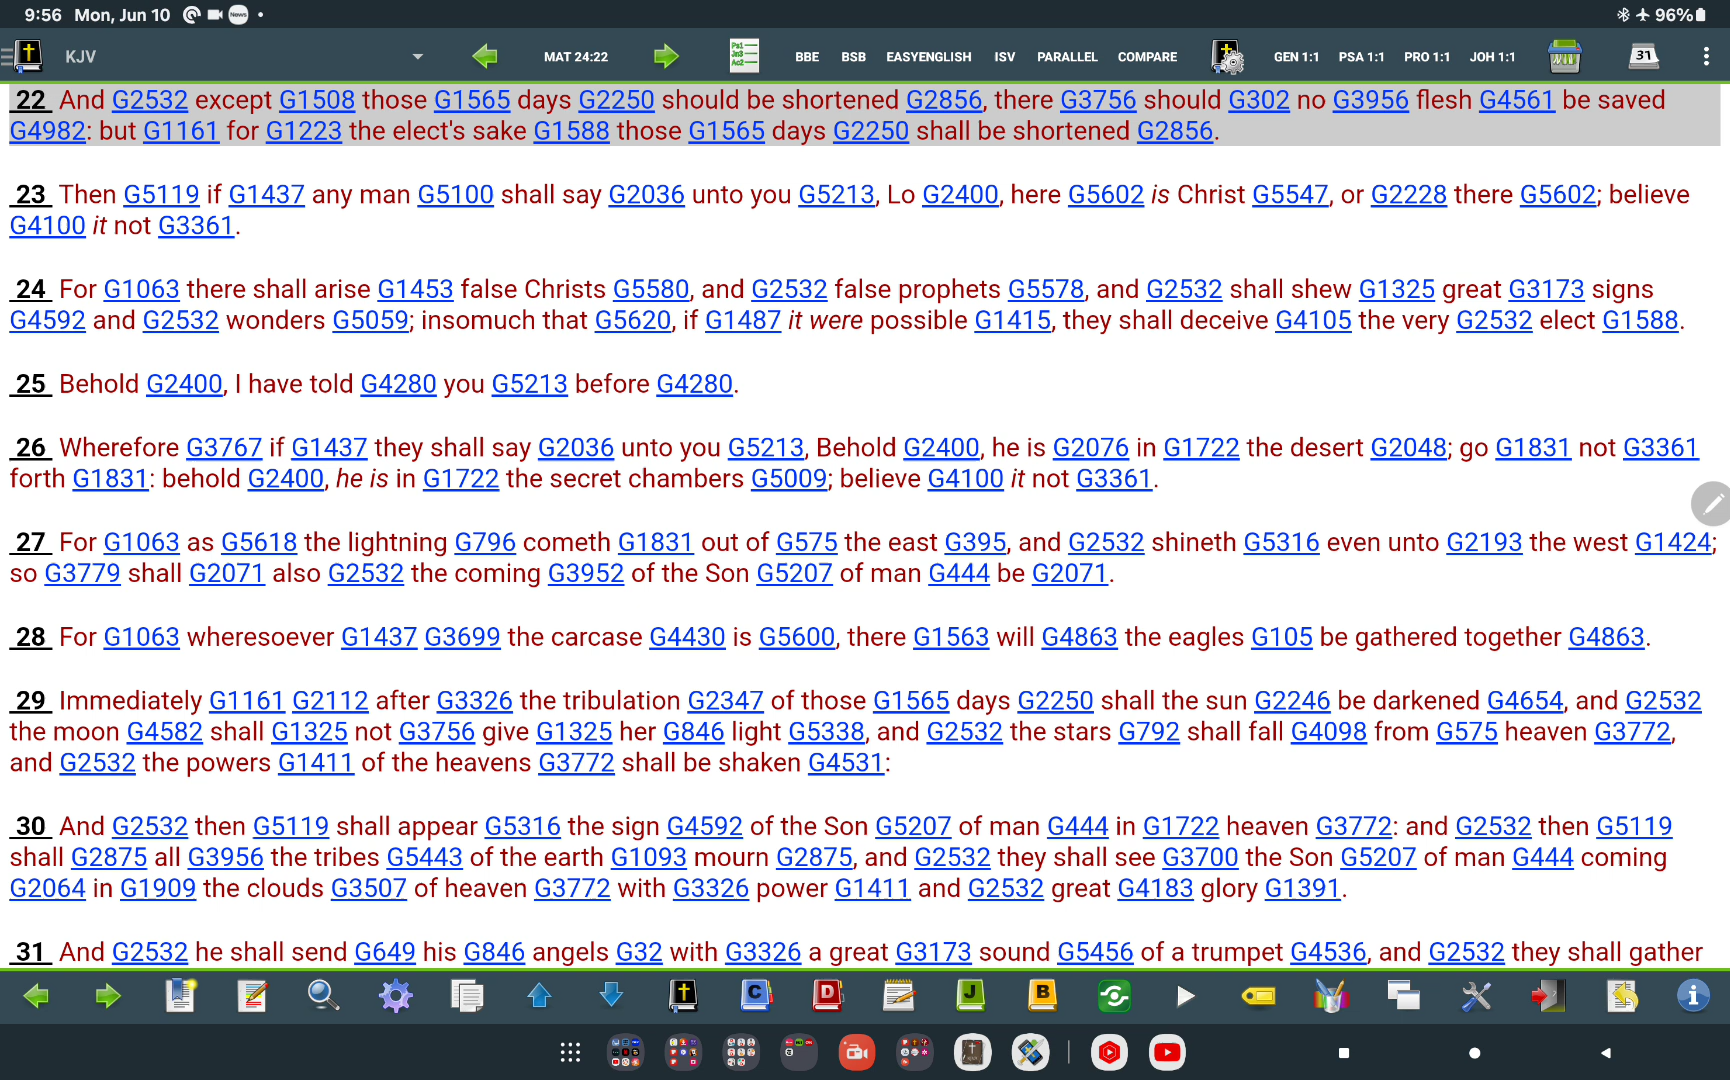 9:56 Mon, Jun 10 News 96%
KJV MAT 24:22 BBE BSB EASYENGLISH ISV PARALLEL COMPARE GEN 1:1 PSA 1:1 PRO 1:1 JOH 1:1 31
22 And G2532 except G1508 those G1565 days G2250 should be shortened G2856, there G3756 should G302 no G3956 flesh G4561 be saved
G4982: but G1161 for G1223 the elect's sake G1588 those G1565 days G2250 shall be shortened G2856.
23 Then G5119 if G1437 any man G5100 shall say G2036 unto you G5213, Lo G2400, here G5602 is Christ G5547, or G2228 there G5602; believe
G4100 it not G3361.
24 For G1063 there shall arise G1453 false Christs G5580, and G2532 false prophets G5578, and G2532 shall shew G1325 great G3173 signs
G4592 and G2532 wonders G5059; insomuch that G5620, if G1487 it were possible G1415, they shall deceive G4105 the very G2532 elect G1588.
25 Behold G2400, I have told G4280 you G5213 before G4280.
26 Wherefore G3767 if G1437 they shall say G2036 unto you G5213, Behold G2400, he is G2076 in G1722 the desert G2048; go G1831 not G3361
forth G1831: behold G2400, he is in G1722 the secret chambers G5009; believe G4100 it not G3361.
27 For G1063 as G5618 the lightning G796 cometh G1831 out of G575 the east G395, and G2532 shineth G5316 even unto G2193 the west G1424;
so G3779 shall G2071 also G2532 the coming G3952 of the Son G5207 of man G444 be G2071.
28 For G1063 wheresoever G1437 G3699 the carcase G4430 is G5600, there G1563 will G4863 the eagles G105 be gathered together G4863.
29 Immediately G1161 G2112 after G3326 the tribulation G2347 of those G1565 days G2250 shall the sun G2246 be darkened G4654, and G2532
the moon G4582 shall G1325 not G3756 give G1325 her G846 light G5338, and G2532 the stars G792 shall fall G4098 from G575 heaven G3772,
and G2532 the powers G1411 of the heavens G3772 shall be shaken G4531:
30 And G2532 then G5119 shall appear G5316 the sign G4592 of the Son G5207 of man G444 in G1722 heaven G3772: and G2532 then G5119
shall G2875 all G3956 the tribes G5443 of the earth G1093 mourn G2875, and G2532 they shall see G3700 the Son G5207 of man G444 coming
G2064 in G1909 the clouds G3507 of heaven G3772 with G3326 power G1411 and G2532 great G4183 glory G1391.
31 And G2532 he shall send G649 his G846 angels G32 with G3326 a great G3173 sound G5456 of a trumpet G4536, and G2532 they shall gather
C D J B